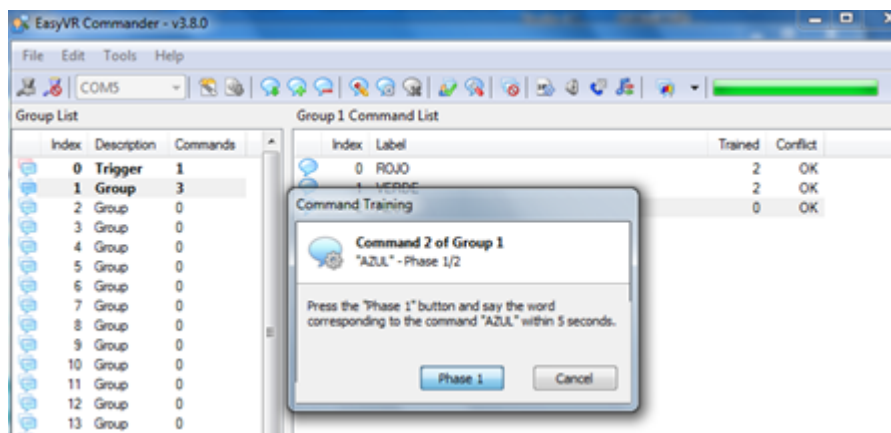 EasyVR Commander - v3.8.0
File Edit Tools Help
COM5
Group List
Group 1 Command List
Index Description Commands
Index Label Trained Conflict
0 Trigger 1
0 ROJO 2 OK
1 Group 3
1 VERDE 2 OK
2 Group 0
0 OK
3 Group 0
4 Group 0
5 Group 0
6 Group 0
7 Group 0
8 Group 0
9 Group 0
10 Group 0
11 Group 0
12 Group 0
13 Group 0
Command Training
Command 2 of Group 1
"AZUL" - Phase 1/2
Press the "Phase 1" button and say the word
corresponding to the command "AZUL" within 5 seconds.
Phase 1 Cancel